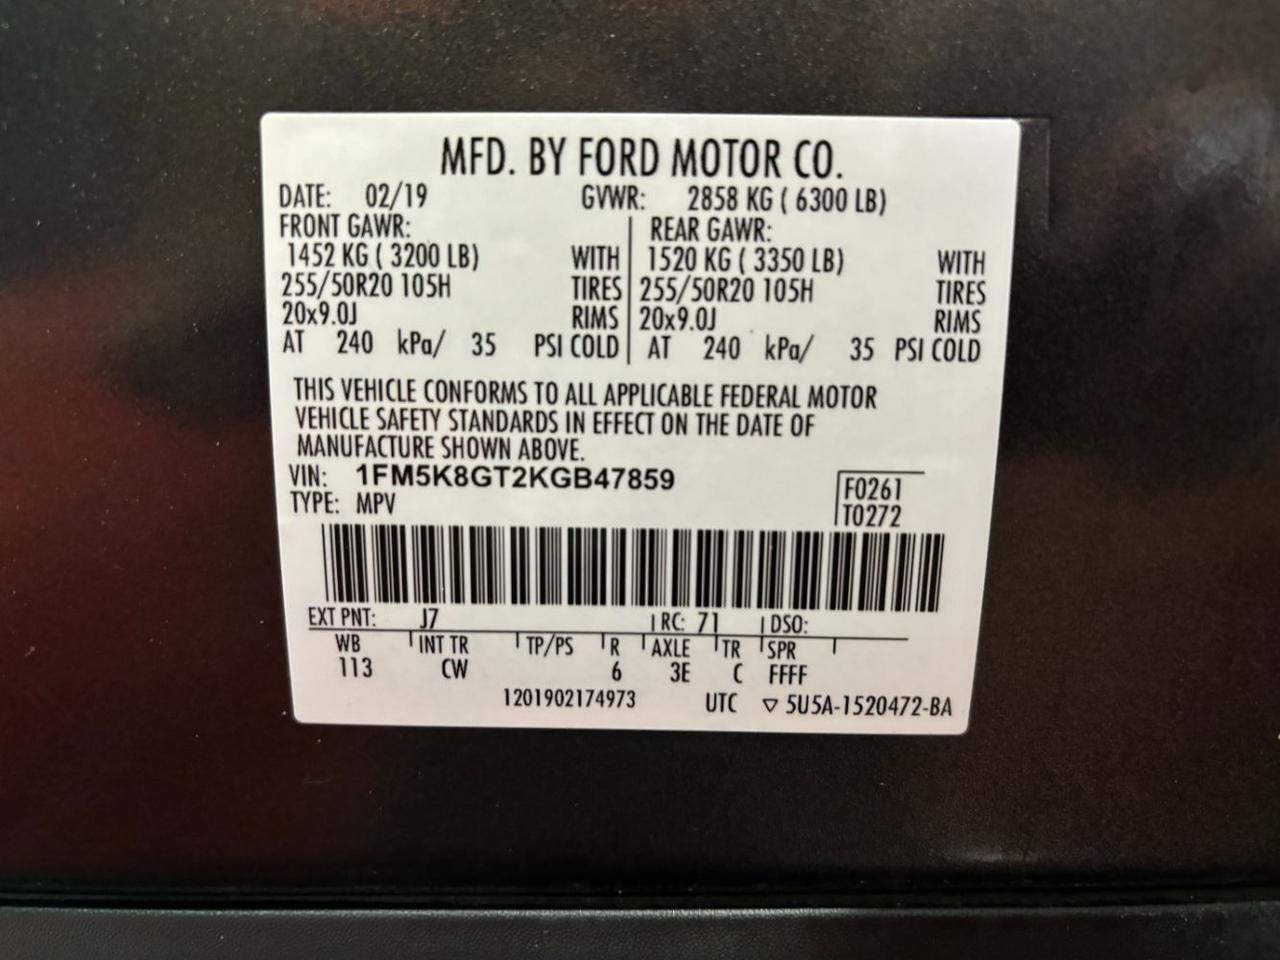 MFD. BY FORD MOTOR CO.
DATE: 02/19 GVWR: 2858 KG ( 6300 LB)
FRONT GAWR: REAR GAWR:
1452 KG ( 3200 LB) WITH 1520 KG ( 3350 LB) WITH
255/50R20 105H TIRES 255/50R20 105H TIRES
20x9.0J RIMS 20x9.0J RIMS
AT 240 kPa/ 35 PSI COLD AT 240 kPa/ 35 PSI COLD
THIS VEHICLE CONFORMS TO ALL APPLICABLE FEDERAL MOTOR
VEHICLE SAFETY STANDARDS IN EFFECT ON THE DATE OF
MANUFACTURE SHOWN ABOVE.
VIN: 1FM5K8GT2KGB47859
TYPE: MPV
F0261
T0272
EXT PNT: J7 RC: 71 DSO:
WB INT TR TP/PS R AXLE TR SPR
113 CW 6 3E C FFFF
1201902174973 UTC ▽ 5U5A-1520472-BA